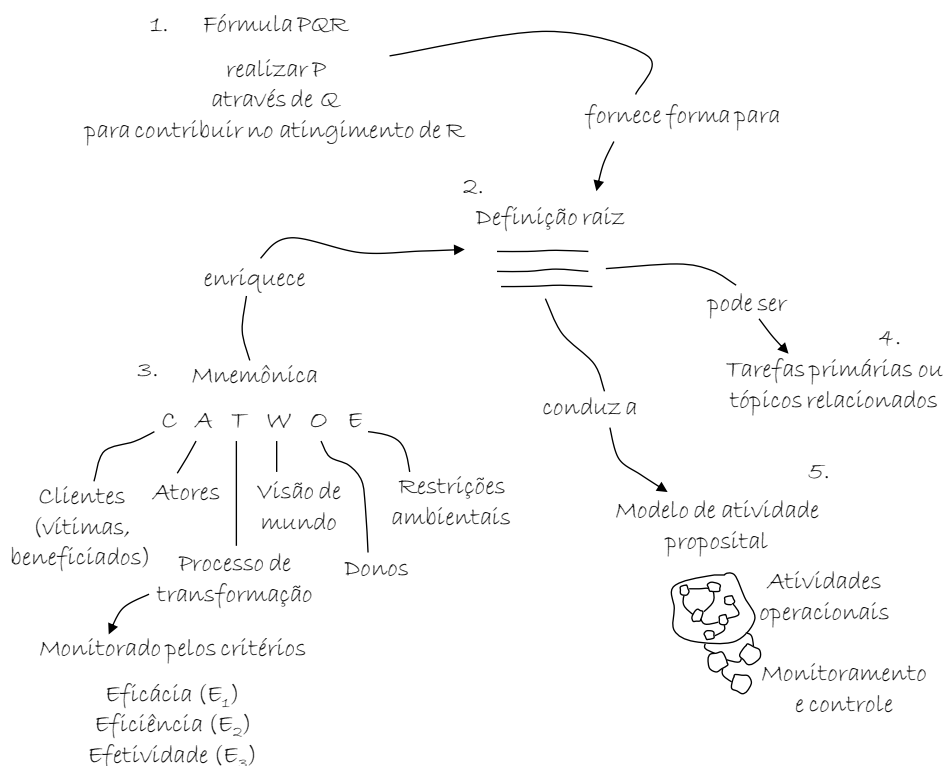 1. Fórmula PQR
realizar P
através de Q
para contribuir no atingimento de R
fornece forma para
2.
Definição raiz
enriquece
pode ser
3. Mnemônica
4.
Tarefas primárias ou
tópicos relacionados
conduz a
C A T W O E
Clientes
(vítimas,
beneficiados)
Atores
Visão de
mundo
Restrições
ambientais
Processo de
transformação
Donos
5.
Modelo de atividade
proposital
Atividades
operacionais
Monitoramento
e controle
Monitorado pelos critérios
Eficácia (E₁)
Eficiência (E₂)
Efetividade (E₃)